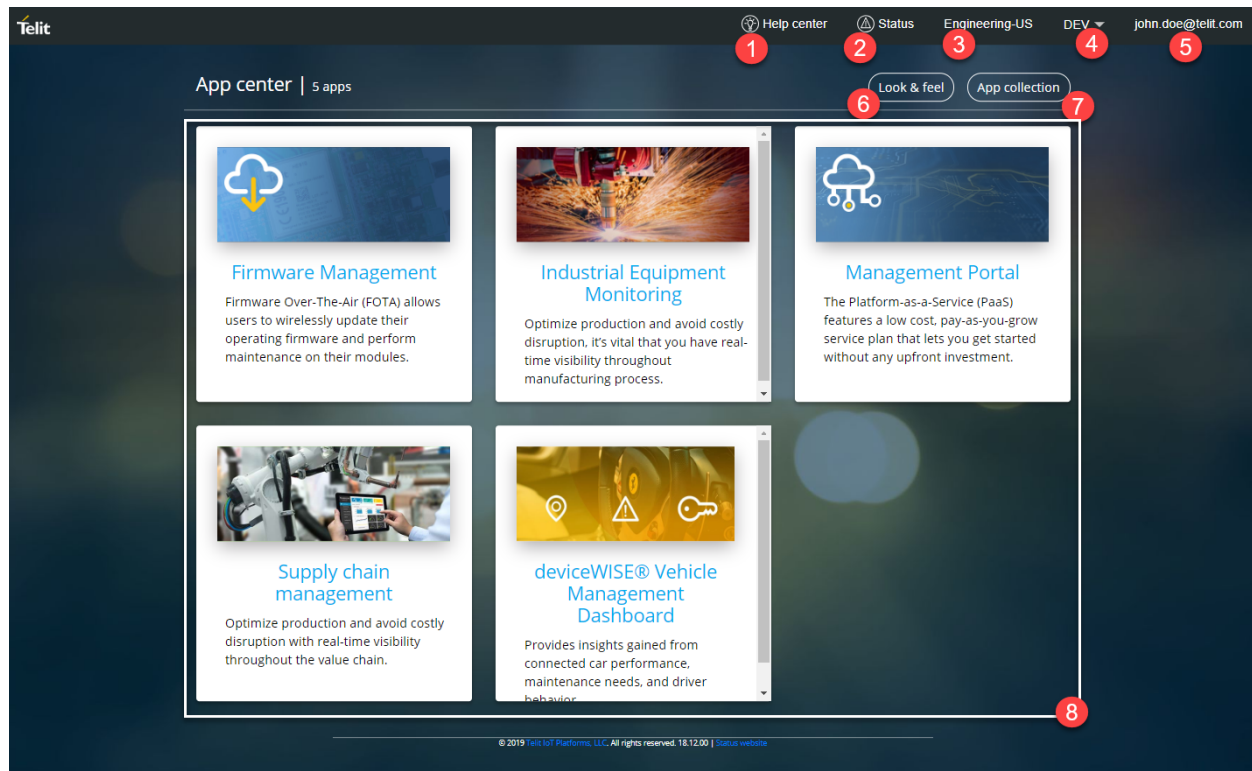 Telit
Help center
Status
Engineering-US
DEV
john.doe@telit.com
1
2
3
4
5
App center | 5 apps
Look & feel
App collection
6
7
Firmware Management
Firmware Over-The-Air (FOTA) allows
users to wirelessly update their
operating firmware and perform
maintenance on their modules.
Industrial Equipment
Monitoring
Optimize production and avoid costly
disruption, it's vital that you have real-
time visibility throughout
manufacturing process.
Management Portal
The Platform-as-a-Service (PaaS)
features a low cost, pay-as-you-grow
service plan that lets you get started
without any upfront investment.
Supply chain
management
Optimize production and avoid costly
disruption with real-time visibility
throughout the value chain.
deviceWISE® Vehicle
Management
Dashboard
Provides insights gained from
connected car performance,
maintenance needs, and driver
behavior
8
© 2019 Telit IoT Platforms, LLC. All rights reserved. 18.12.00 | Status website